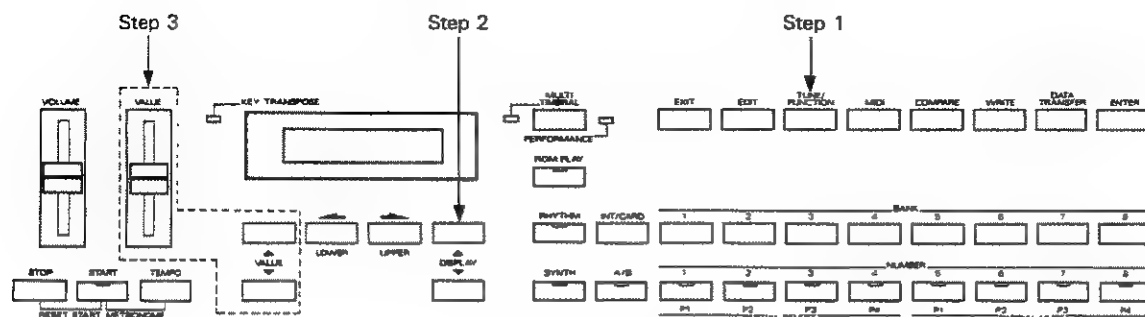 Step 3 Step 2 Step 1
VOLUME VALUE KEY TRANSPOSE MULTI TIMBRAL EXIT EDIT TUNE/FUNCTION MIDI COMPARE WRITE DATA TRANSFER ENTER
PERFORMANCE
ROM PLAY
BANK
RHYTHM INT/CARD 1 2 3 4 5 6 7 8
VALUE LOWER UPPER DISPLAY
NUMBER
STOP START TEMPO SYNTH A/B 1 2 3 4 5 6 7 8
RESET START METRONOME P1 P2 P3 P4 P1 P2 P3 P4